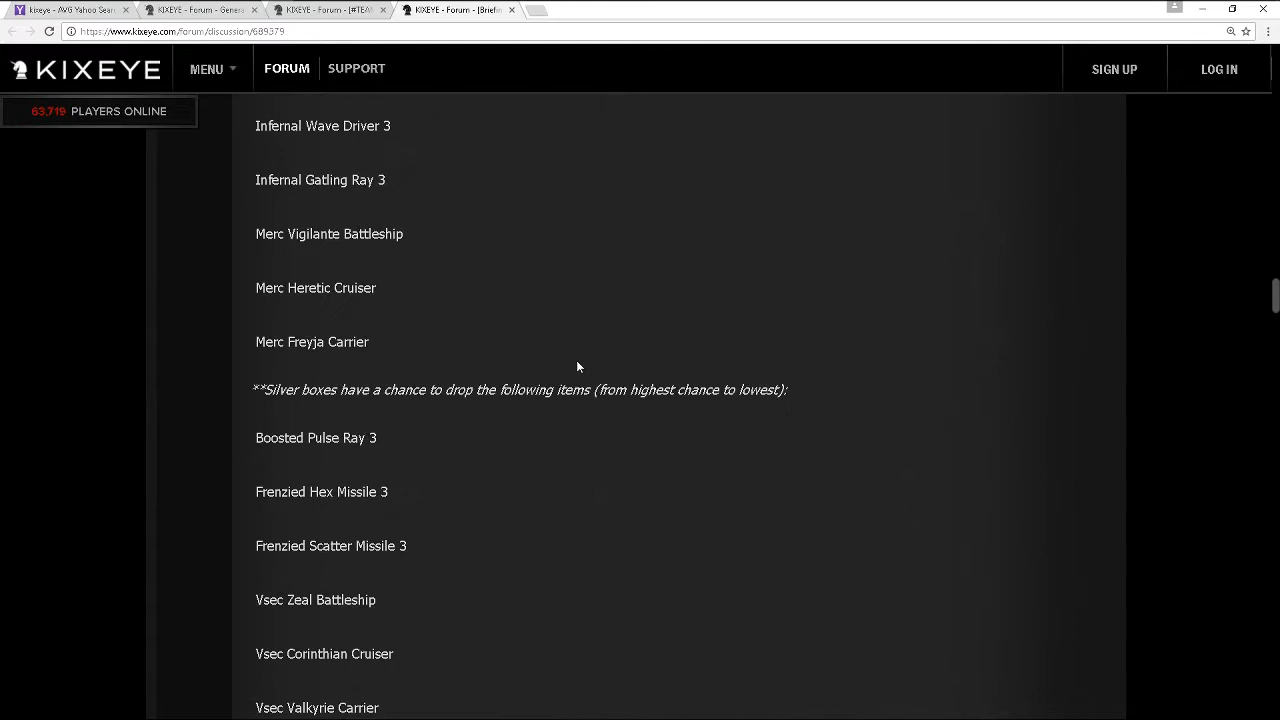 kixeye - AVG Yahoo Sear
KIXEYE - Forum - Genera
KIXEYE - Forum - [#TEAM
KIXEYE - Forum - [Briefin
https://www.kixeye.com/forum/discussion/689379
KIXEYE
MENU
FORUM
SUPPORT
SIGN UP
LOG IN
63,719 PLAYERS ONLINE
Infernal Wave Driver 3
Infernal Gatling Ray 3
Merc Vigilante Battleship
Merc Heretic Cruiser
Merc Freyja Carrier
**Silver boxes have a chance to drop the following items (from highest chance to lowest):
Boosted Pulse Ray 3
Frenzied Hex Missile 3
Frenzied Scatter Missile 3
Vsec Zeal Battleship
Vsec Corinthian Cruiser
Vsec Valkyrie Carrier